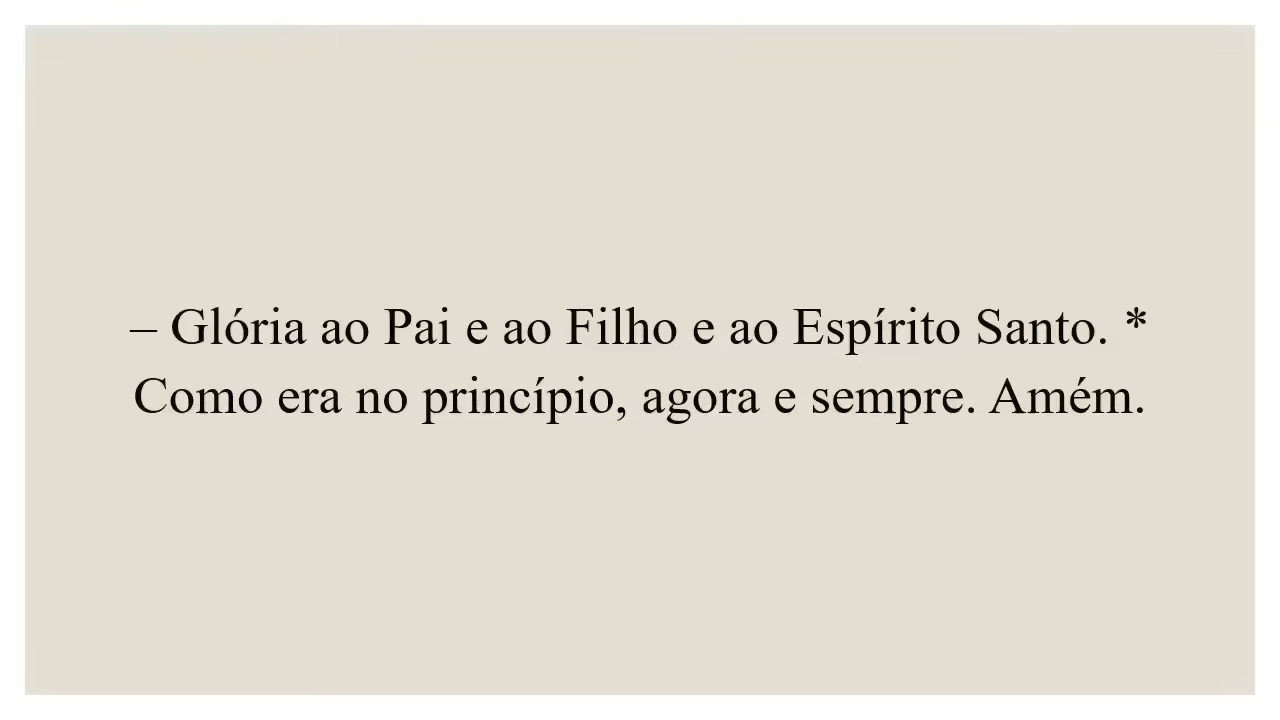 – Glória ao Pai e ao Filho e ao Espírito Santo. *
Como era no princípio, agora e sempre. Amém.